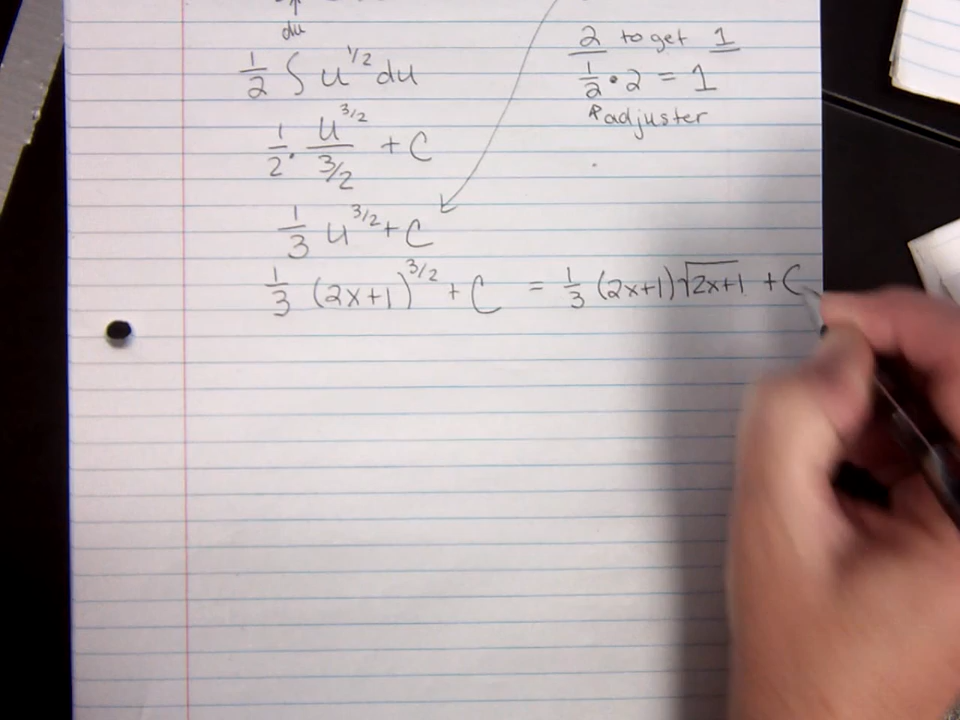 du
1/2 ∫ u^1/2 du
2 to get 1
1/2 • 2 = 1
↑ adjuster
1/2 · u^3/2 / 3/2 + C
1/3 u^3/2 + C
1/3 (2x+1)^3/2 + C = 1/3 (2x+1)√2x+1 + C